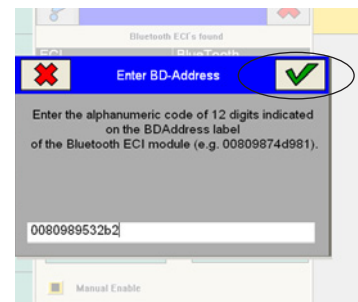 Bluetooth ECI's found
ECI BlueTooth
Enter BD-Address
Enter the alphanumeric code of 12 digits indicated
on the BDAddress label
of the Bluetooth ECI module (e.g. 00809874d981).
0080989532b2
Manual Enable